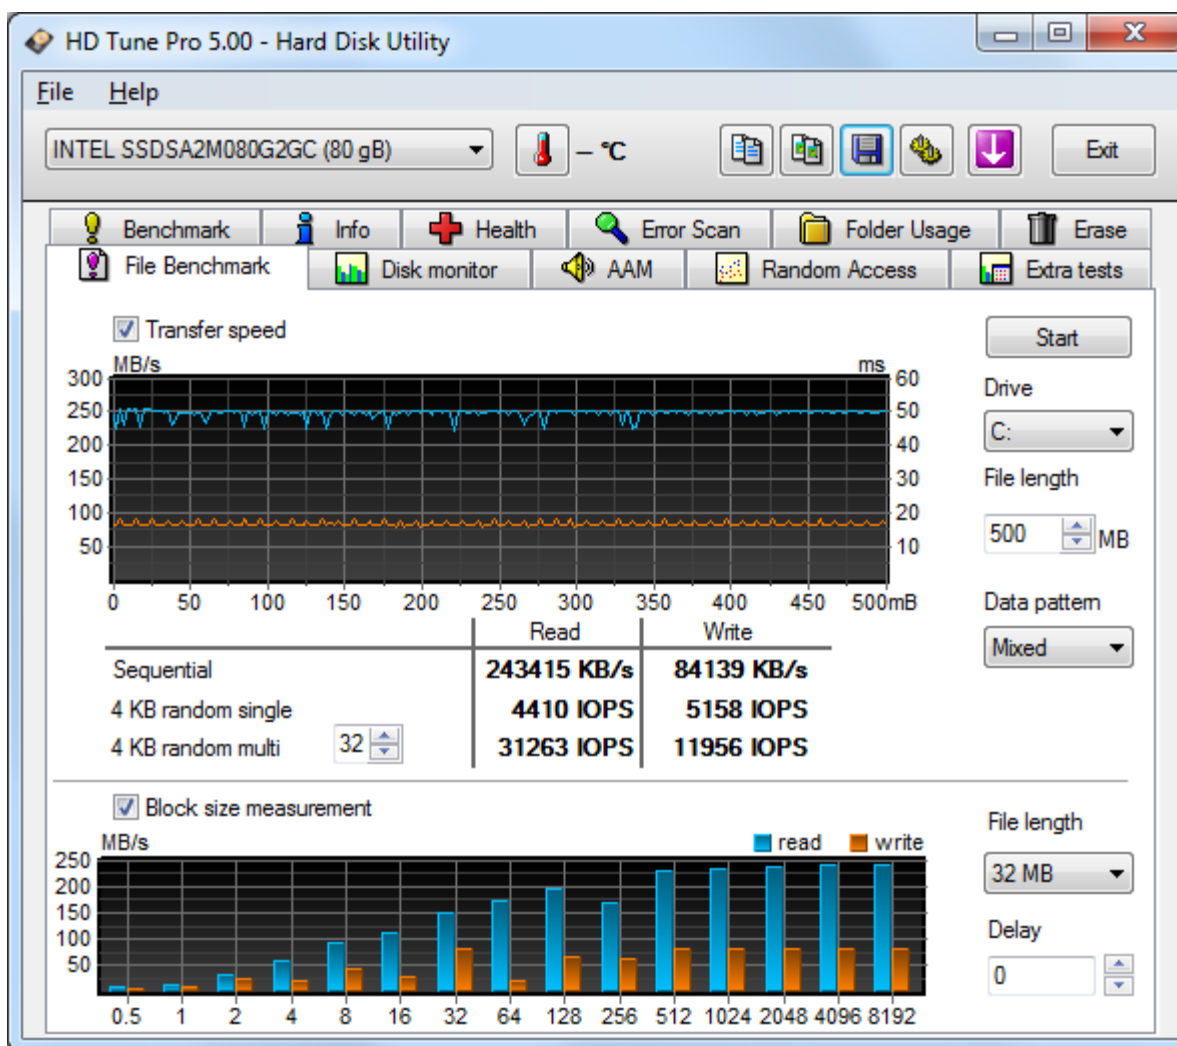 HD Tune Pro 5.00 - Hard Disk Utility
File Help
INTEL SSDSA2M080G2GC (80 gB) – °C Exit
Benchmark Info Health Error Scan Folder Usage Erase
File Benchmark Disk monitor AAM Random Access Extra tests
Transfer speed
Start
MB/s ms
300 60
250 50
200 40
150 30
100 20
50 10
0 50 100 150 200 250 300 350 400 450 500mB
Drive
C:
File length
500 MB
Data pattern
Mixed
Read Write
Sequential 243415 KB/s 84139 KB/s
4 KB random single 4410 IOPS 5158 IOPS
4 KB random multi 32 31263 IOPS 11956 IOPS
Block size measurement
MB/s read write
250
200
150
100
50
0.5 1 2 4 8 16 32 64 128 256 512 1024 2048 4096 8192
File length
32 MB
Delay
0